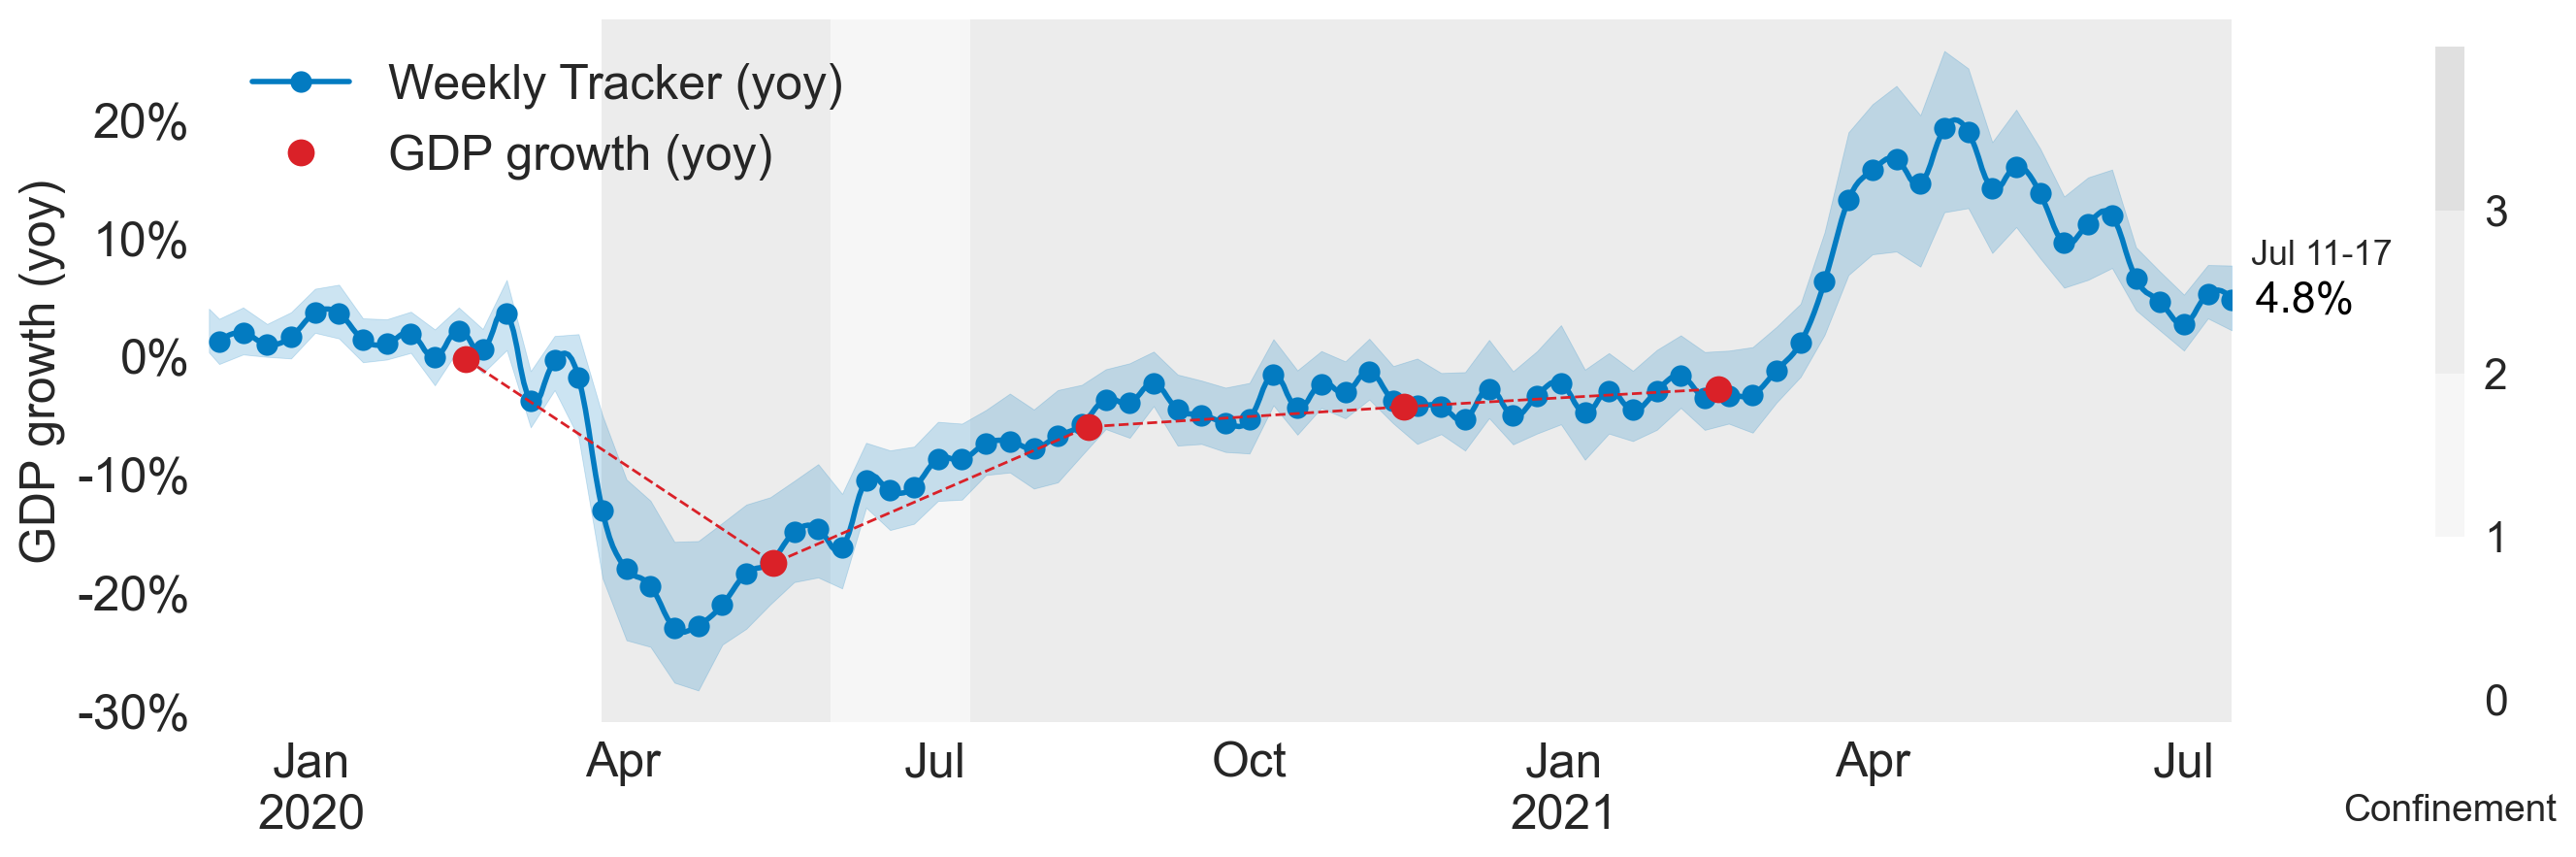 Weekly Tracker (yoy)
GDP growth (yoy)
GDP growth (yoy)
20%
10%
0%
-10%
-20%
-30%
Jan
2020
Apr
Jul
Oct
Jan
2021
Apr
Jul
Jul 11-17
4.8%
3
2
1
0
Confinement